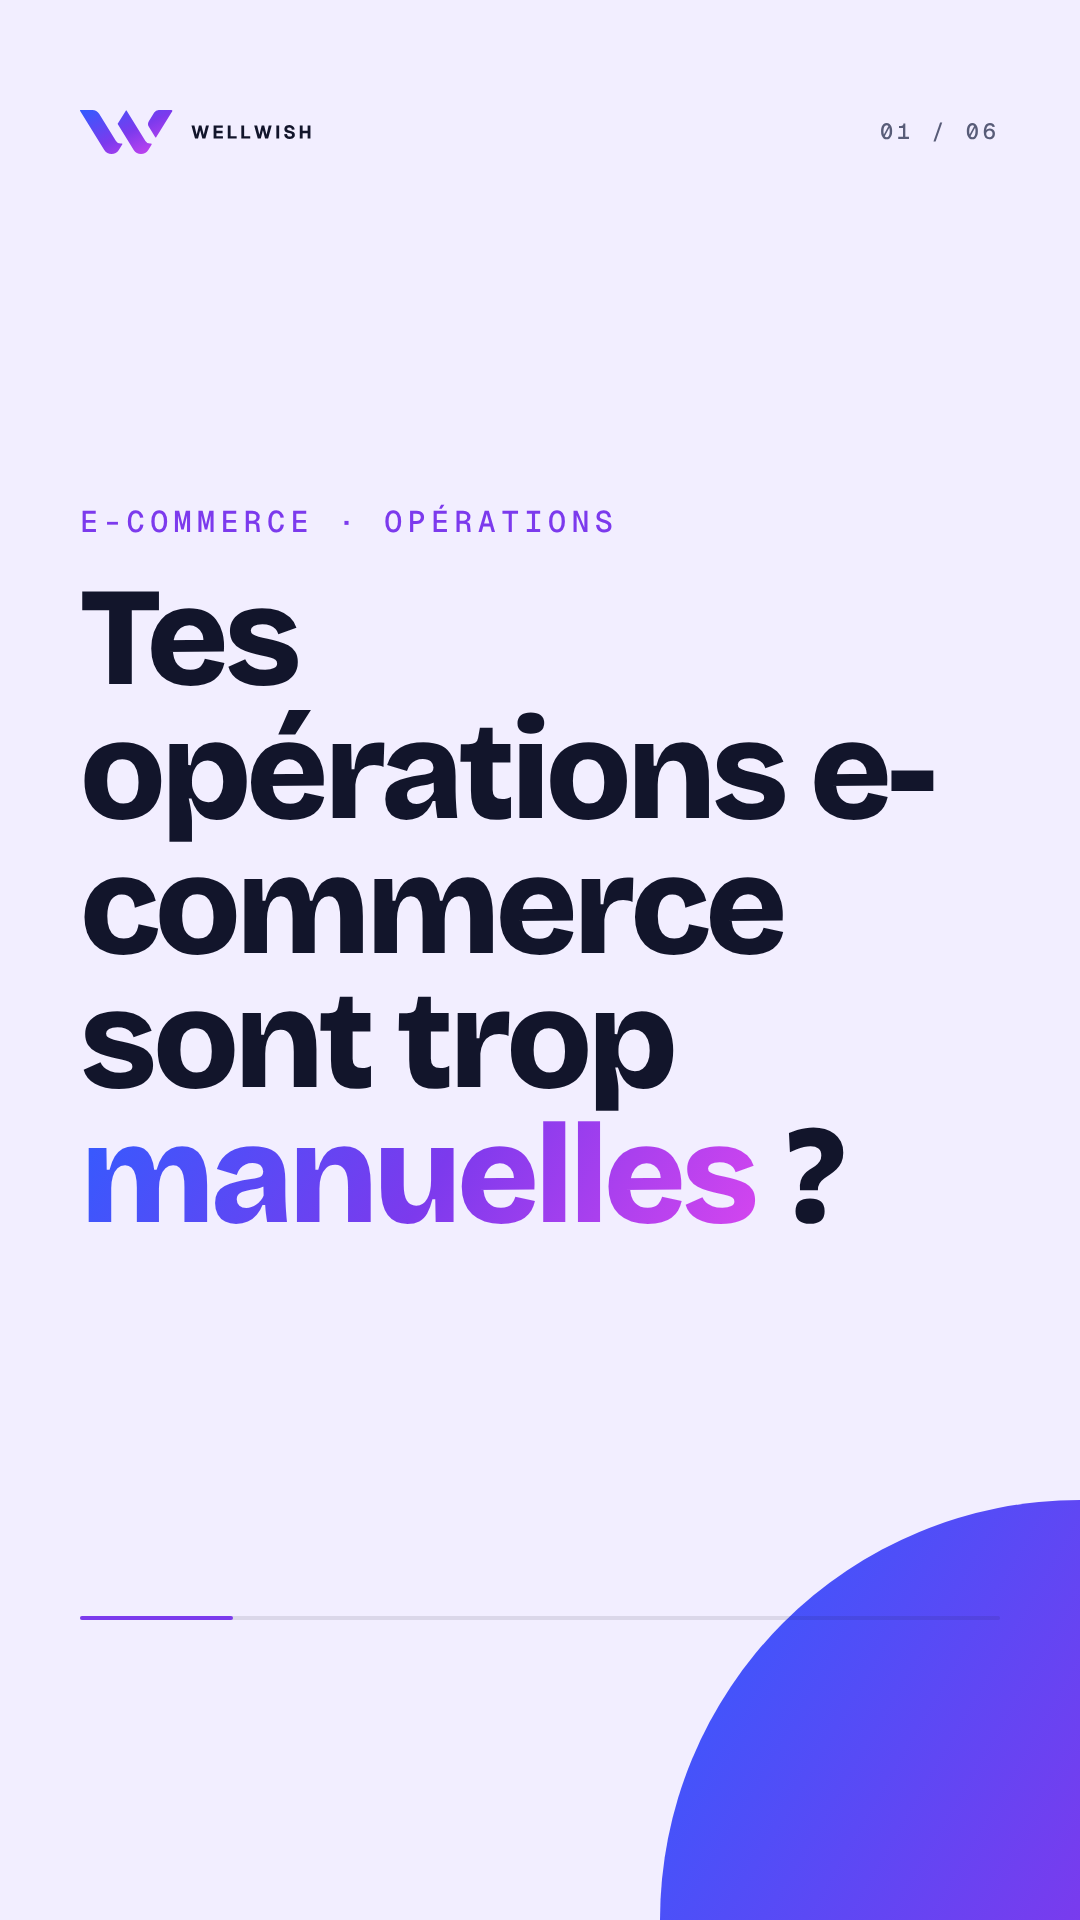 WELLWISH
01 / 06
E-COMMERCE · OPÉRATIONS
Tes
opérations e-
commerce
sont trop
manuelles ?